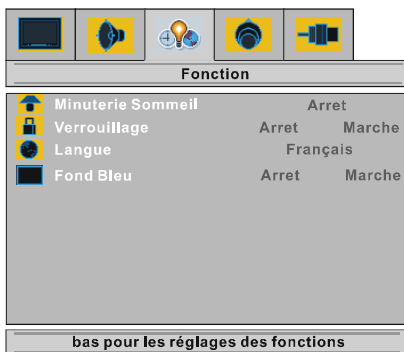 Fonction
Minuterie Sommeil Arret
Verrouillage Arret Marche
Langue Français
Fond Bleu Arret Marche
bas pour les réglages des fonctions